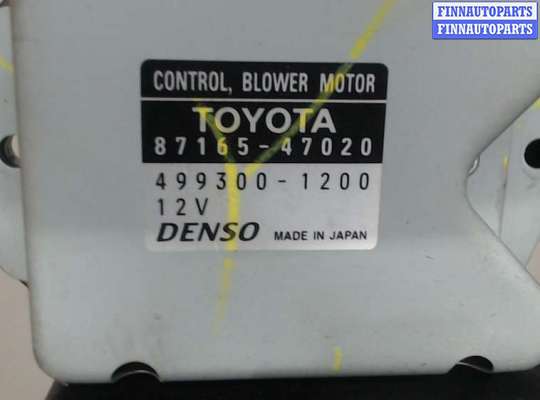 FINNAUTOPARTS
FINNAUTOPARTS
CONTROL, BLOWER MOTOR
TOYOTA
87165-47020
499300-1200
12V
DENSO MADE IN JAPAN